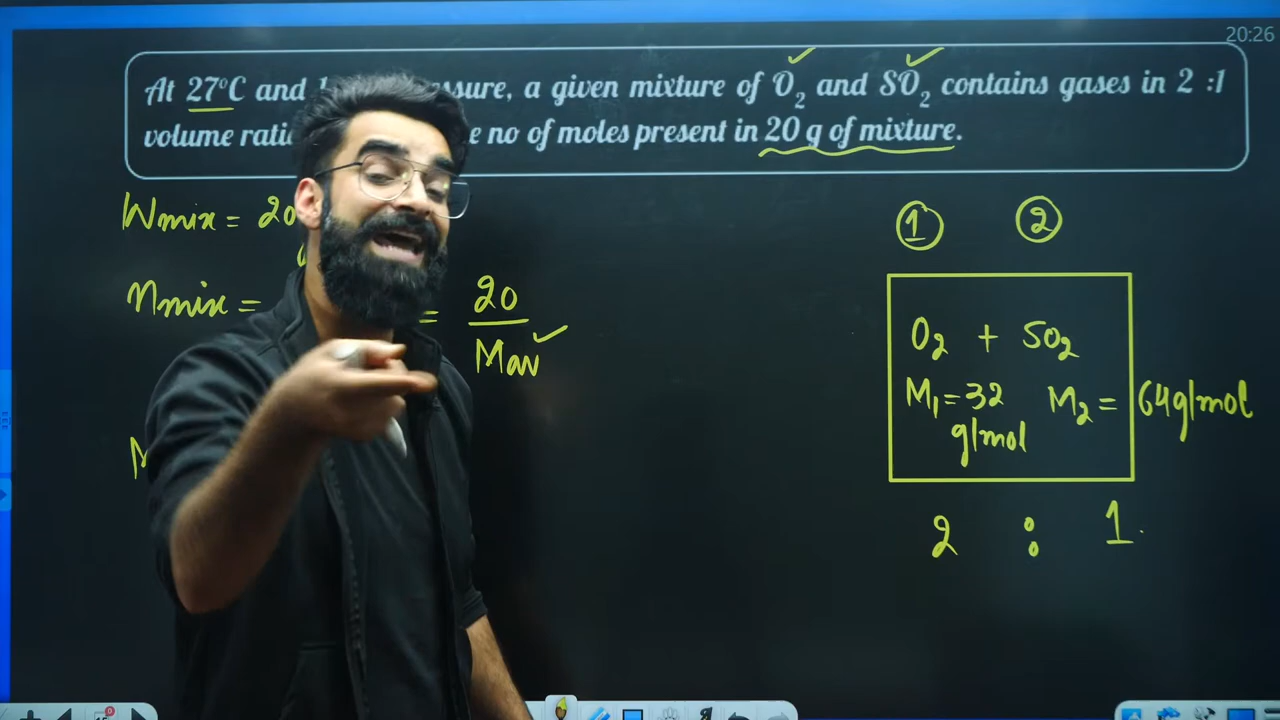 20:26
At 27°C and 1 pressure, a given mixture of O₂ and SO₂ contains gases in 2 :1
volume no of moles present in 20 g of mixture.
Wmix = 20
nmix = = 20
Mav
① ②
O₂ + SO₂
M₁ = 32 M₂ = 64g/mol
g/mol
2 : 1